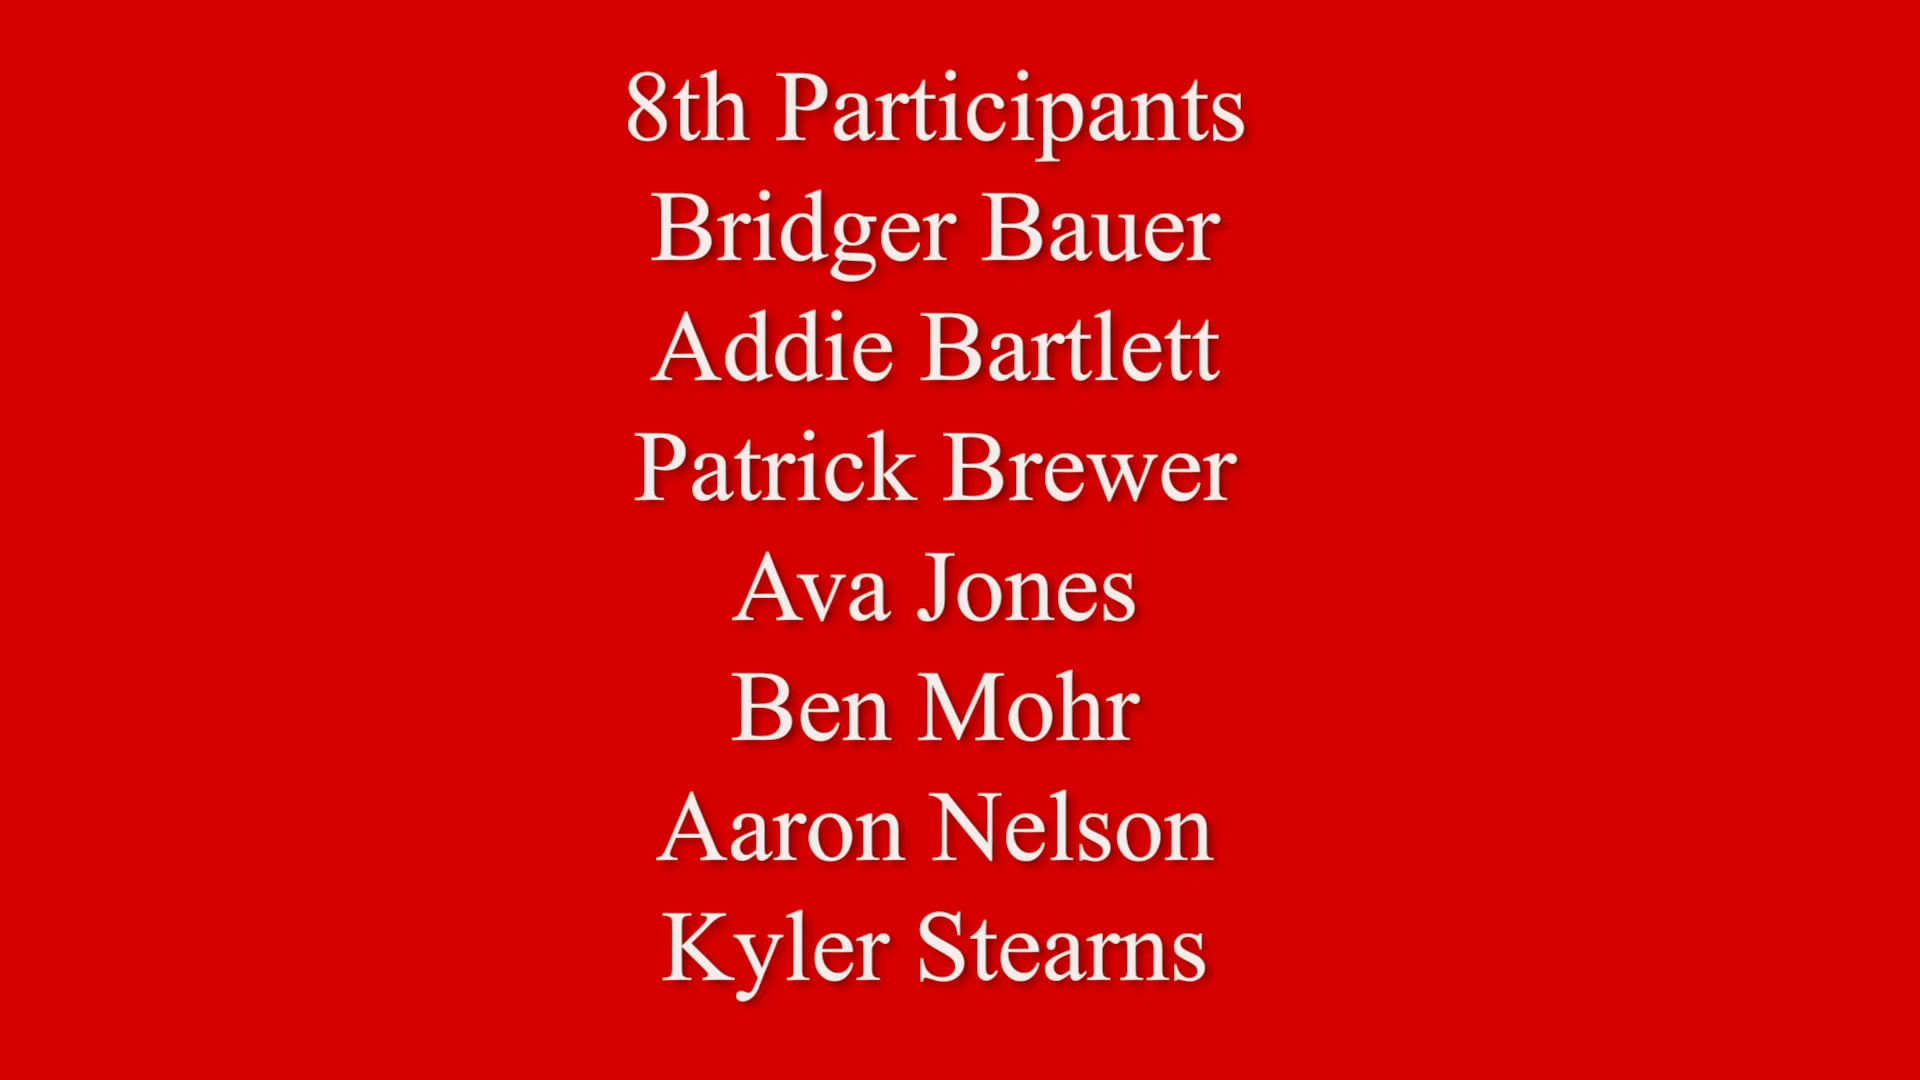 8th Participants
Bridger Bauer
Addie Bartlett
Patrick Brewer
Ava Jones
Ben Mohr
Aaron Nelson
Kyler Stearns